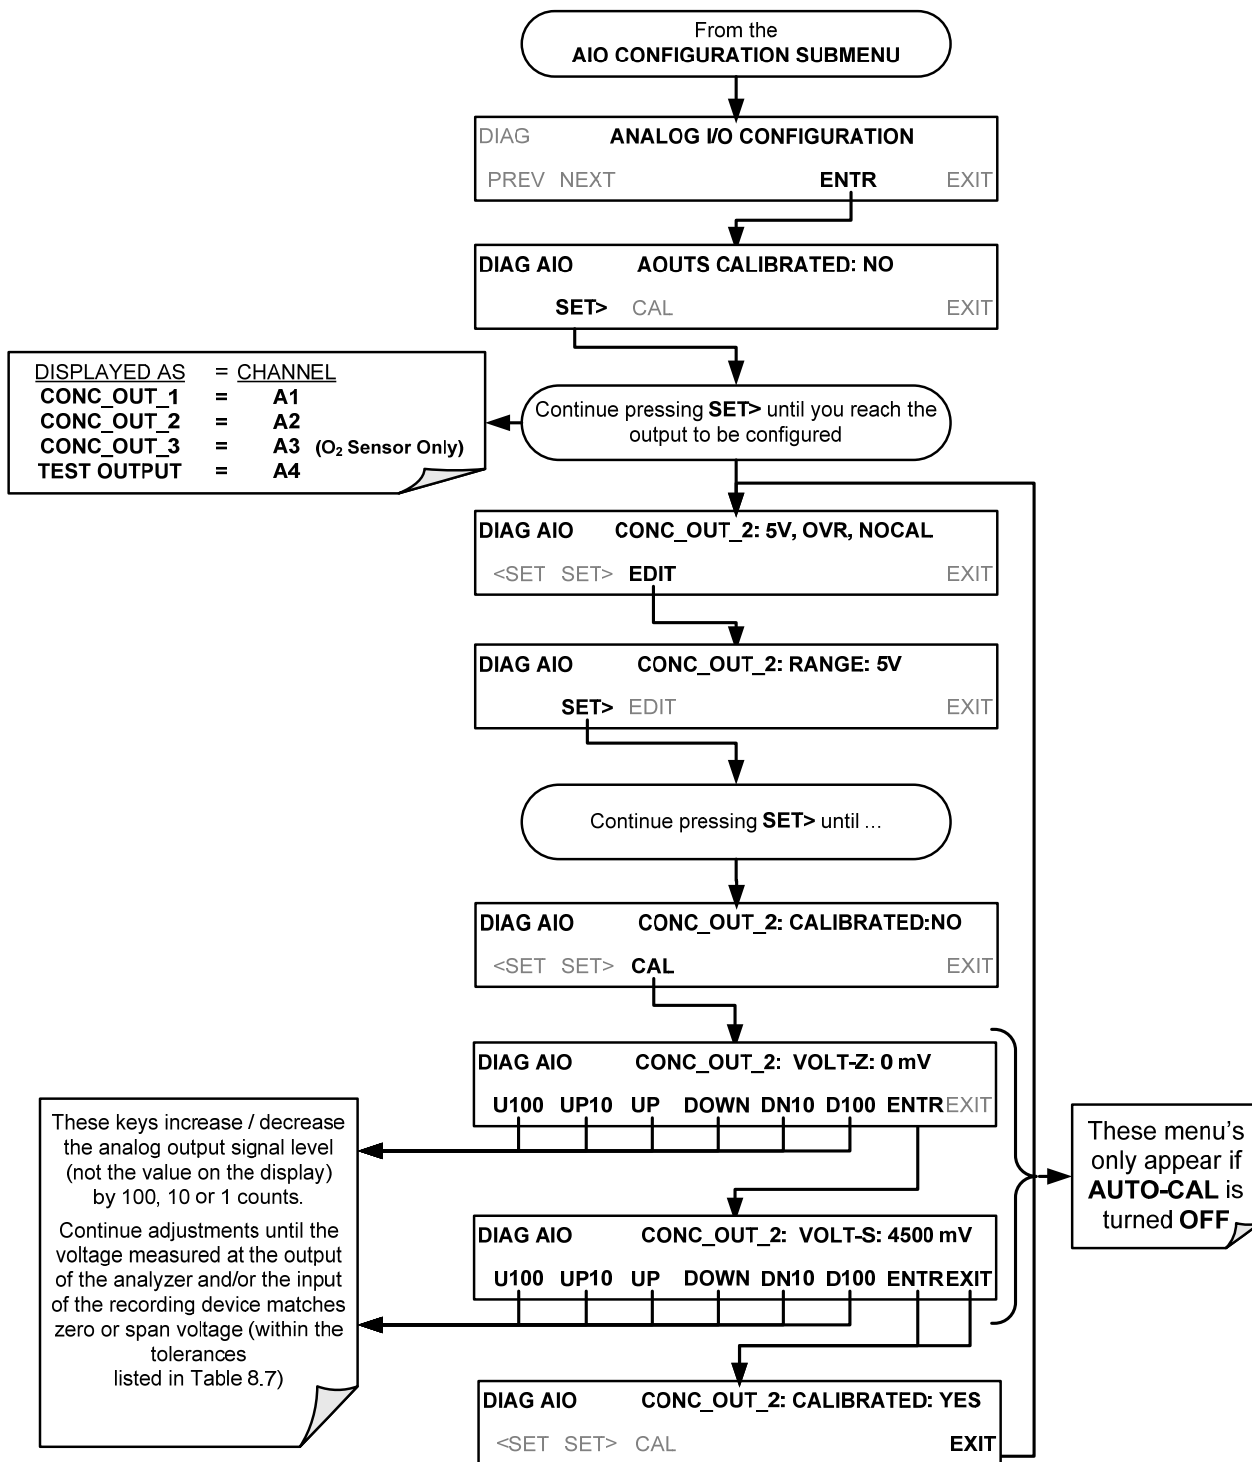 From the
AIO CONFIGURATION SUBMENU
DIAG ANALOG I/O CONFIGURATION
PREV NEXT ENTR EXIT
DIAG AIO AOUTS CALIBRATED: NO
SET> CAL EXIT
DISPLAYED AS = CHANNEL
CONC_OUT_1 = A1
CONC_OUT_2 = A2
CONC_OUT_3 = A3 (O₂ Sensor Only)
TEST OUTPUT = A4
Continue pressing SET> until you reach the
output to be configured
DIAG AIO CONC_OUT_2: 5V, OVR, NOCAL
<SET SET> EDIT EXIT
DIAG AIO CONC_OUT_2: RANGE: 5V
SET> EDIT EXIT
Continue pressing SET> until ...
DIAG AIO CONC_OUT_2: CALIBRATED:NO
<SET SET> CAL EXIT
DIAG AIO CONC_OUT_2: VOLT-Z: 0 mV
U100 UP10 UP DOWN DN10 D100 ENTR EXIT
These keys increase / decrease
the analog output signal level
(not the value on the display)
by 100, 10 or 1 counts.
Continue adjustments until the
voltage measured at the output
of the analyzer and/or the input
of the recording device matches
zero or span voltage (within the
tolerances
listed in Table 8.7)
These menu's
only appear if
AUTO-CAL is
turned OFF
DIAG AIO CONC_OUT_2: VOLT-S: 4500 mV
U100 UP10 UP DOWN DN10 D100 ENTR EXIT
DIAG AIO CONC_OUT_2: CALIBRATED: YES
<SET SET> CAL EXIT